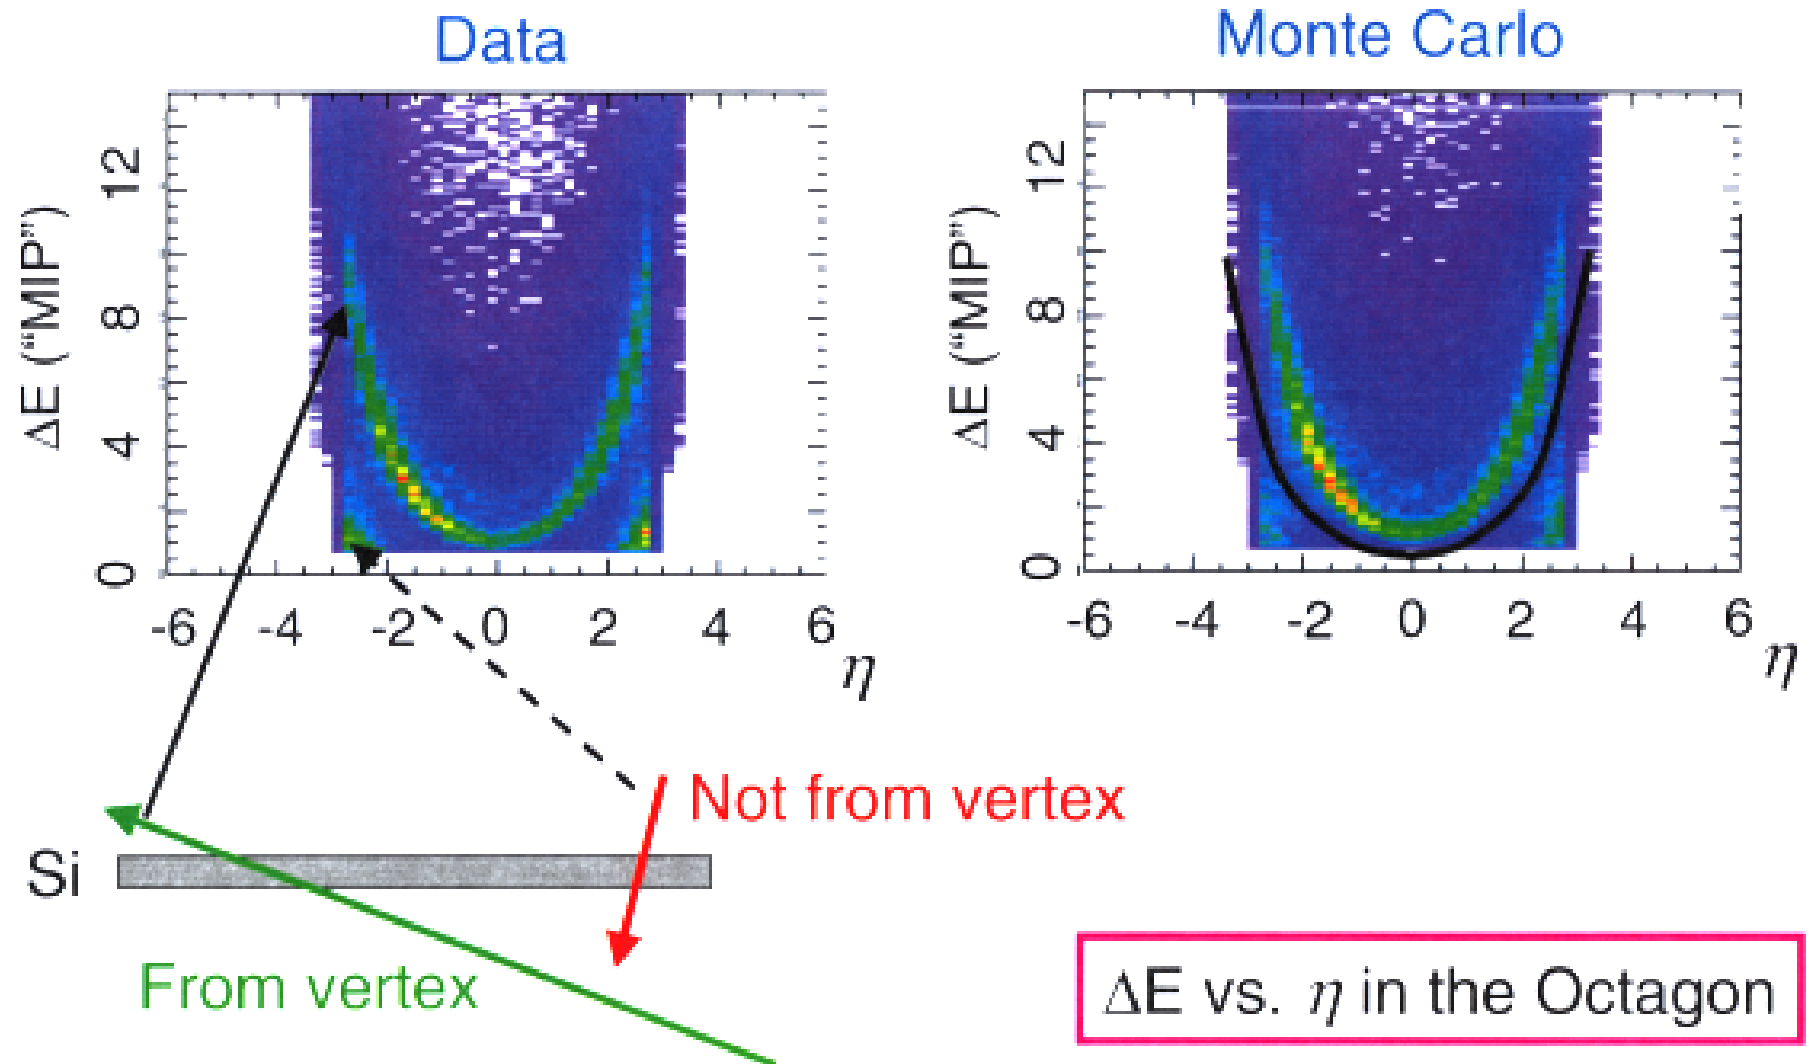 Data
Monte Carlo
ΔE ("MIP")
12
8
4
0
-6 -4 -2 0 2 4 6
η
ΔE ("MIP")
12
8
4
0
-6 -4 -2 0 2 4 6
η
Not from vertex
Si
From vertex
ΔE vs. η in the Octagon